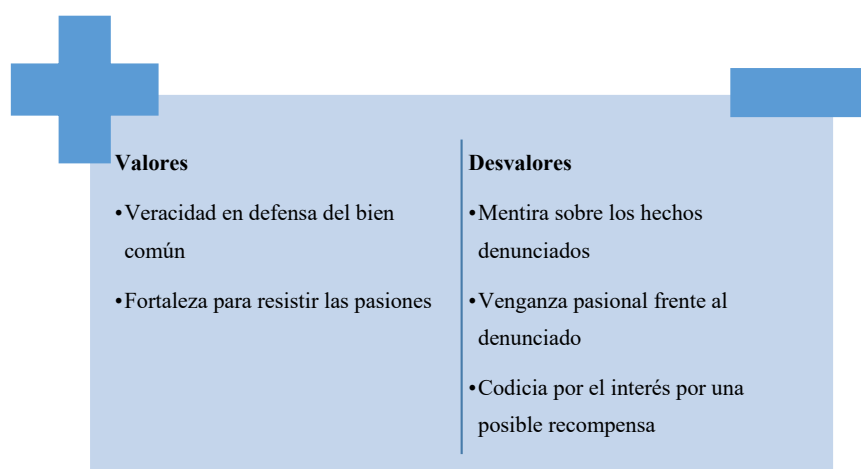 Valores
•Veracidad en defensa del bien
común
•Fortaleza para resistir las pasiones
Desvalores
•Mentira sobre los hechos
denunciados
•Venganza pasional frente al
denunciado
•Codicia por el interés por una
posible recompensa